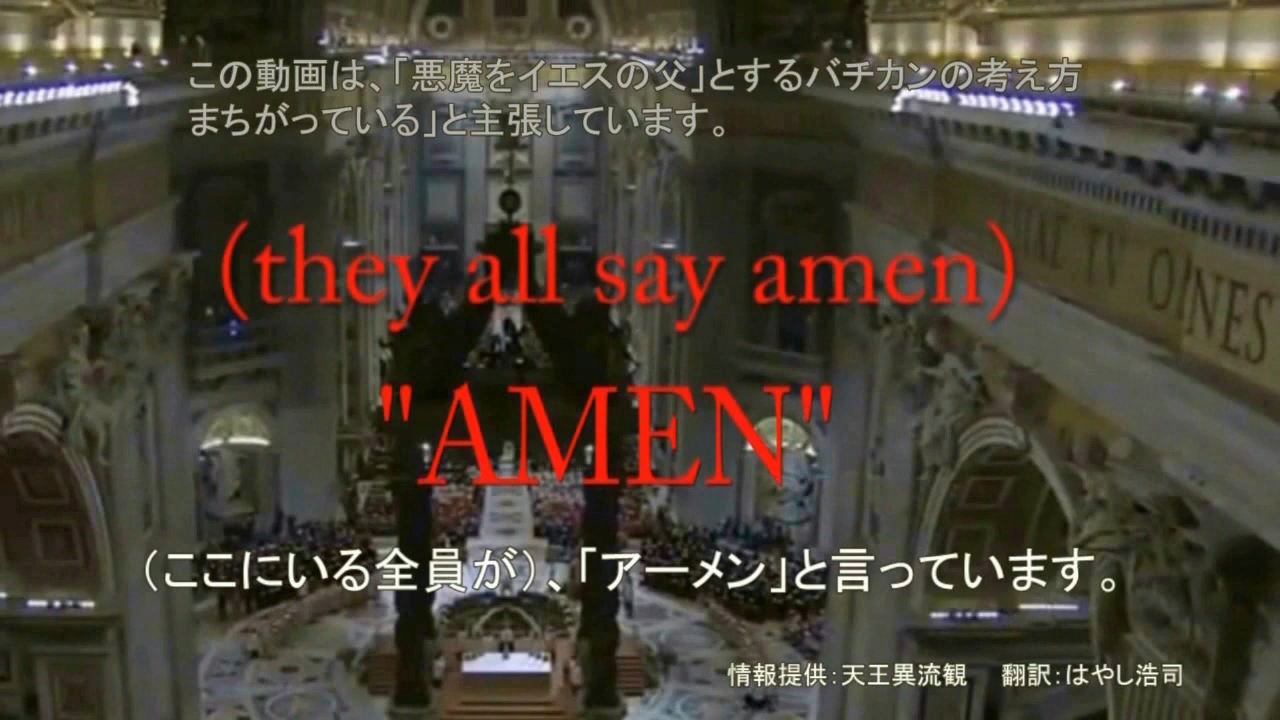 この動画は、「悪魔をイエスの父」とするバチカンの考え方
まちがっている」と主張しています。
(they all say amen)
"AMEN"
（ここにいる全員が）、「アーメン」と言っています。
情報提供：天王異流観　翻訳：はやし浩司